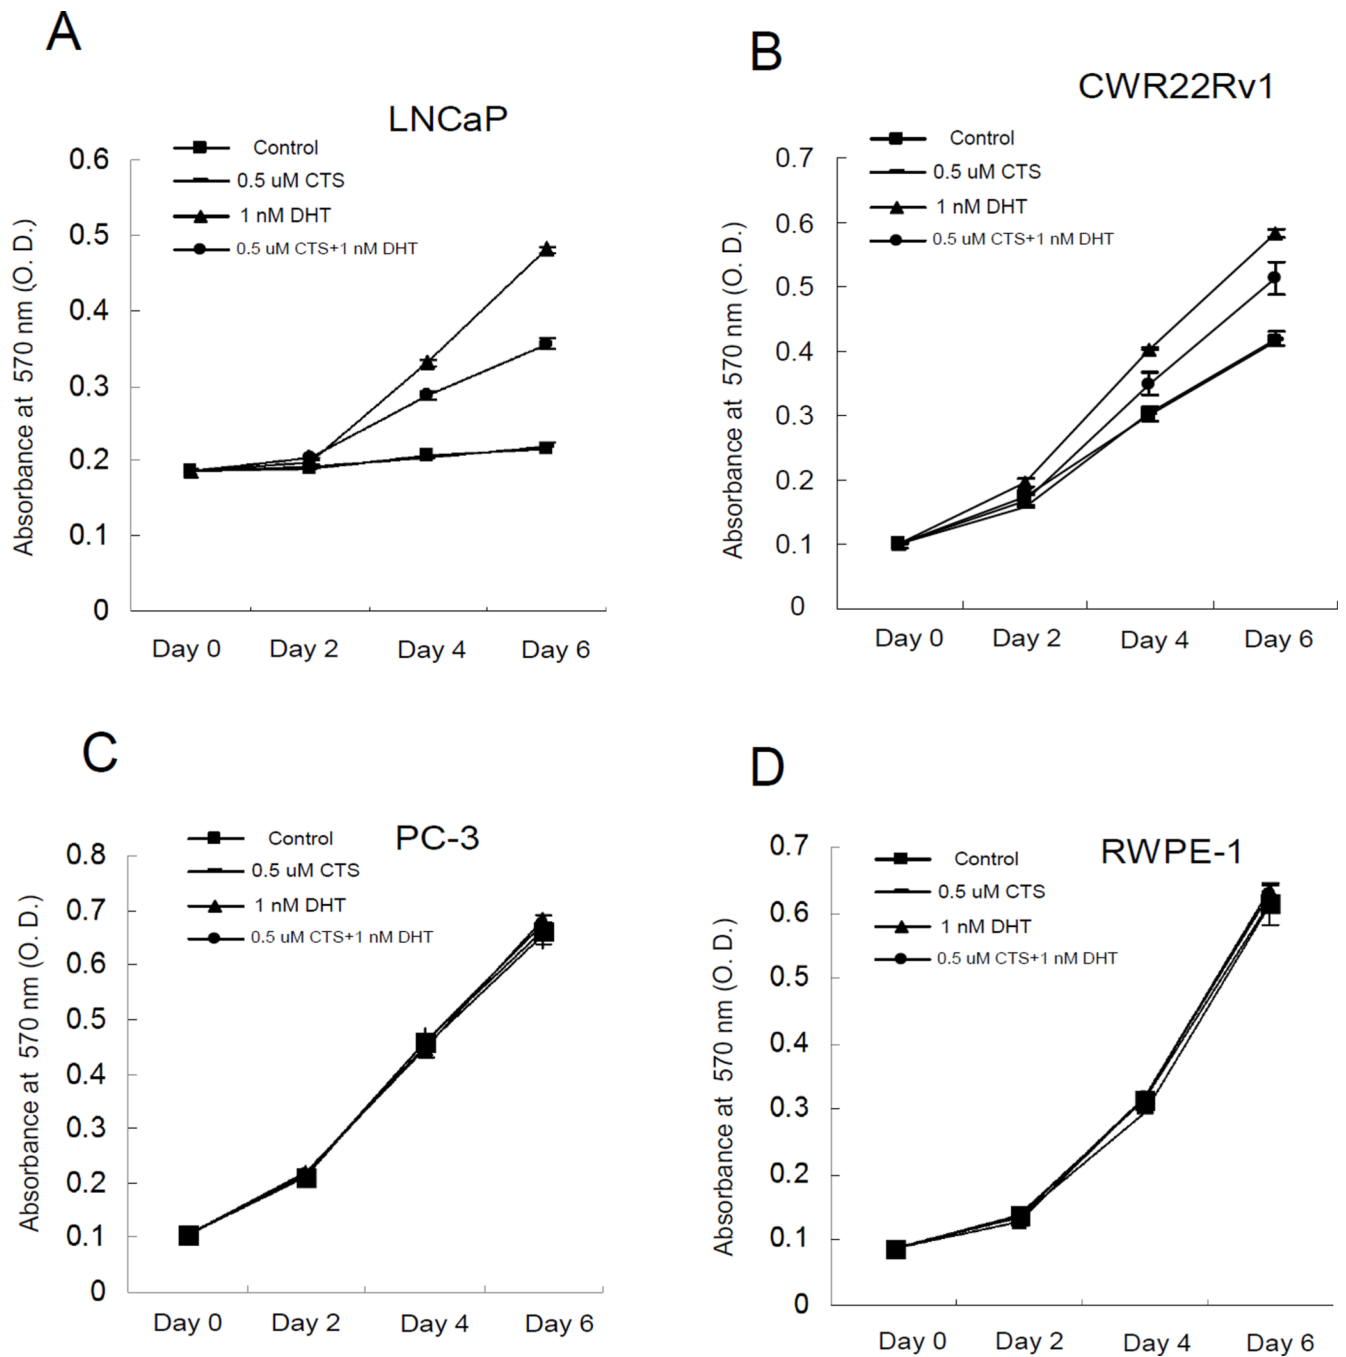 A
LNCaP
Control
0.5 uM CTS
1 nM DHT
0.5 uM CTS+1 nM DHT
Absorbance at 570 nm (O. D.)
0.6
0.5
0.4
0.3
0.2
0.1
0
Day 0 Day 2 Day 4 Day 6
B
CWR22Rv1
Control
0.5 uM CTS
1 nM DHT
0.5 uM CTS+1 nM DHT
Absorbance at 570 nm (O. D.)
0.7
0.6
0.5
0.4
0.3
0.2
0.1
0
Day 0 Day 2 Day 4 Day 6
C
PC-3
Control
0.5 uM CTS
1 nM DHT
0.5 uM CTS+1 nM DHT
Absorbance at 570 nm (O. D.)
0.8
0.7
0.6
0.5
0.4
0.3
0.2
0.1
0
Day 0 Day 2 Day 4 Day 6
D
RWPE-1
Control
0.5 uM CTS
1 nM DHT
0.5 uM CTS+1 nM DHT
Absorbance at 570 nm (O. D.)
0.7
0.6
0.5
0.4
0.3
0.2
0.1
0
Day 0 Day 2 Day 4 Day 6